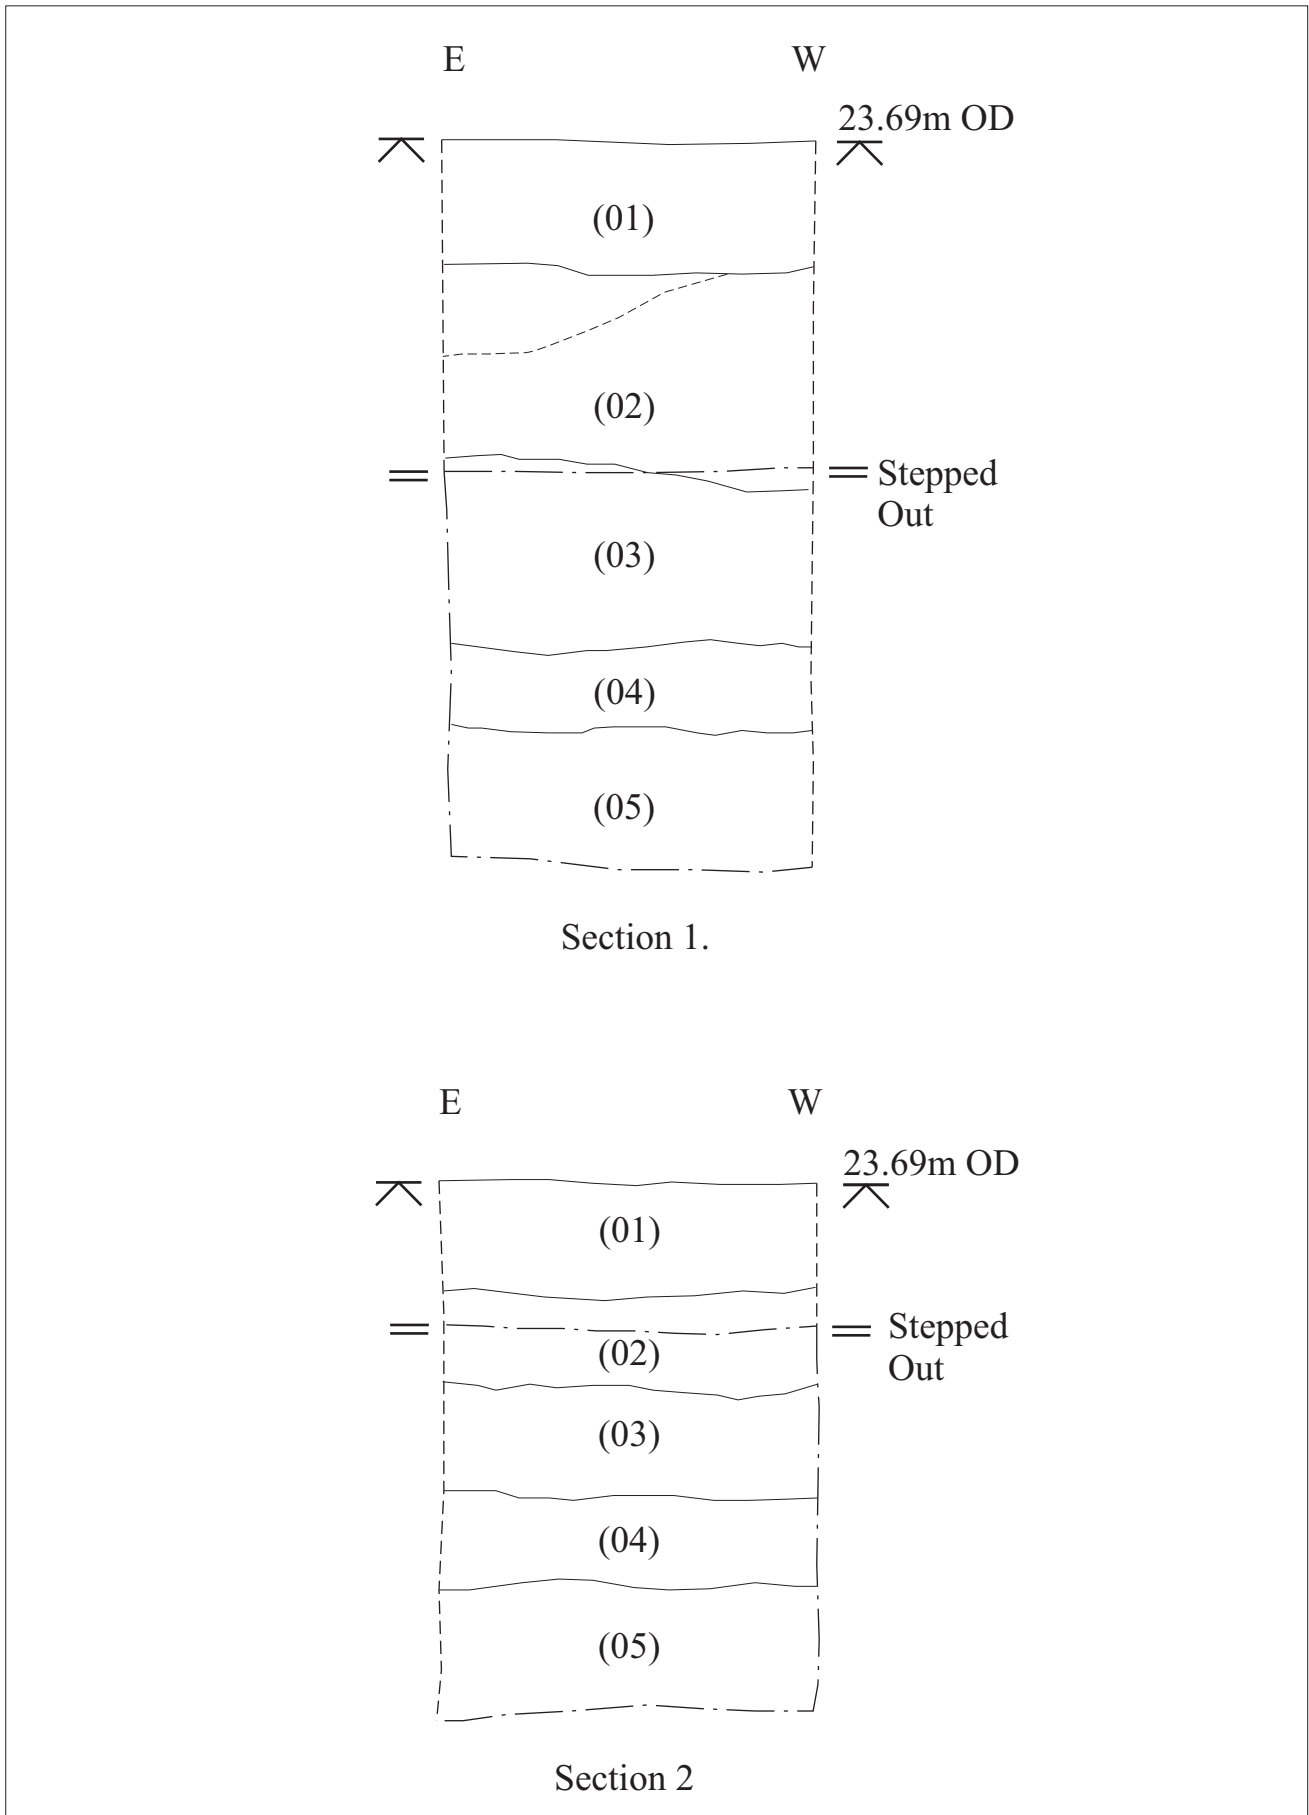 E W
23.69m OD
(01)
(02)
Stepped
Out
(03)
(04)
(05)
Section 1.
E W
23.69m OD
(01)
Stepped
Out
(02)
(03)
(04)
(05)
Section 2